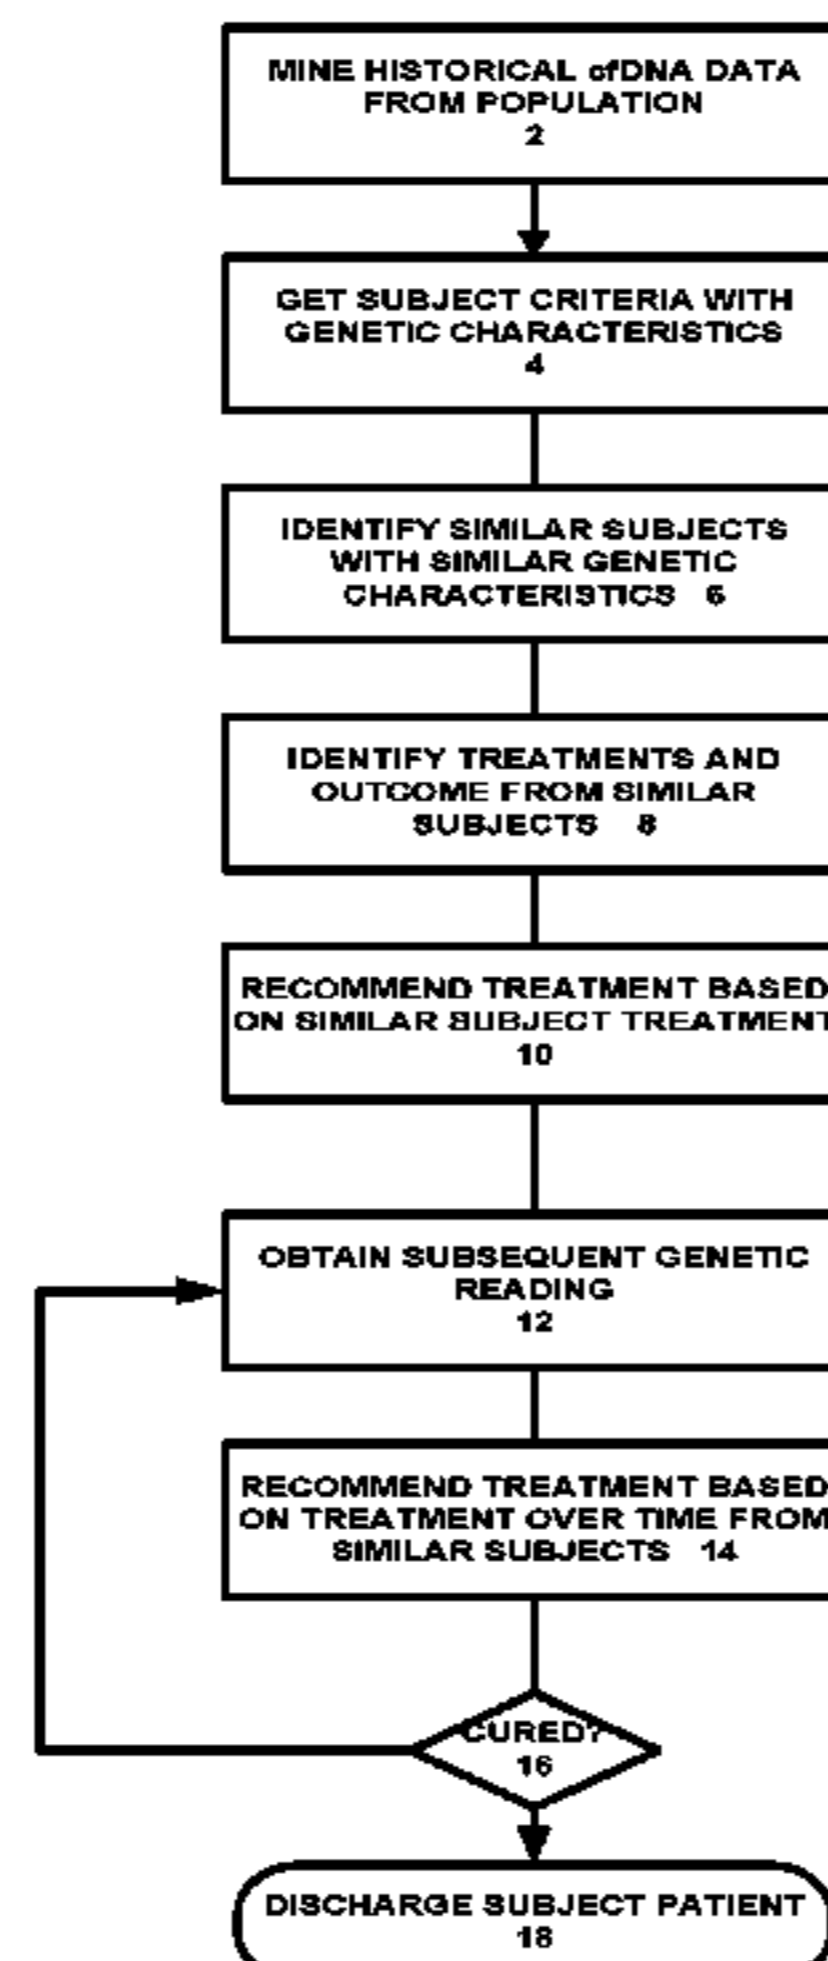 MINE HISTORICAL cfDNA DATA
FROM POPULATION
2
GET SUBJECT CRITERIA WITH
GENETIC CHARACTERISTICS
4
IDENTIFY SIMILAR SUBJECTS
WITH SIMILAR GENETIC
CHARACTERISTICS 6
IDENTIFY TREATMENTS AND
OUTCOME FROM SIMILAR
SUBJECTS 8
RECOMMEND TREATMENT BASED
ON SIMILAR SUBJECT TREATMENT
10
OBTAIN SUBSEQUENT GENETIC
READING
12
RECOMMEND TREATMENT BASED
ON TREATMENT OVER TIME FROM
SIMILAR SUBJECTS 14
CURED?
16
DISCHARGE SUBJECT PATIENT
18